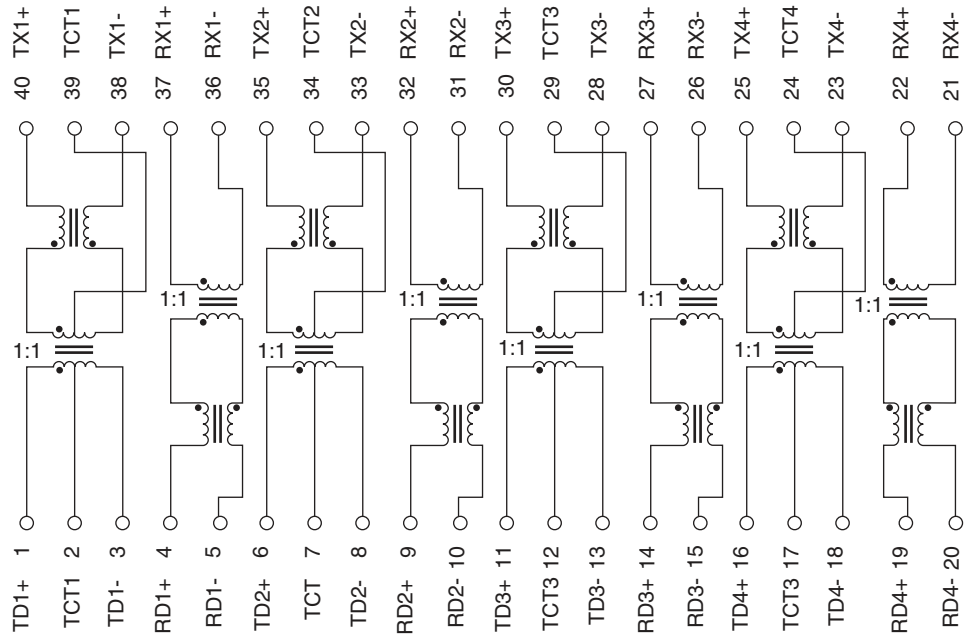 TX1+ TCT1 TX1- RX1+ RX1- TX2+ TCT2 TX2- RX2+ RX2- TX3+ TCT3 TX3- RX3+ RX3- TX4+ TCT4 TX4- RX4+ RX4-
40 39 38 37 36 35 34 33 32 31 30 29 28 27 26 25 24 23 22 21
1:1 1:1 1:1 1:1
1:1 1:1 1:1 1:1
1 2 3 4 5 6 7 8 9 10 11 12 13 14 15 16 17 18 19 20
TD1+ TCT1 TD1- RD1+ RD1- TD2+ TCT TD2- RD2+ RD2- TD3+ TCT3 TD3- RD3+ RD3- TD4+ TCT3 TD4- RD4+ RD4-